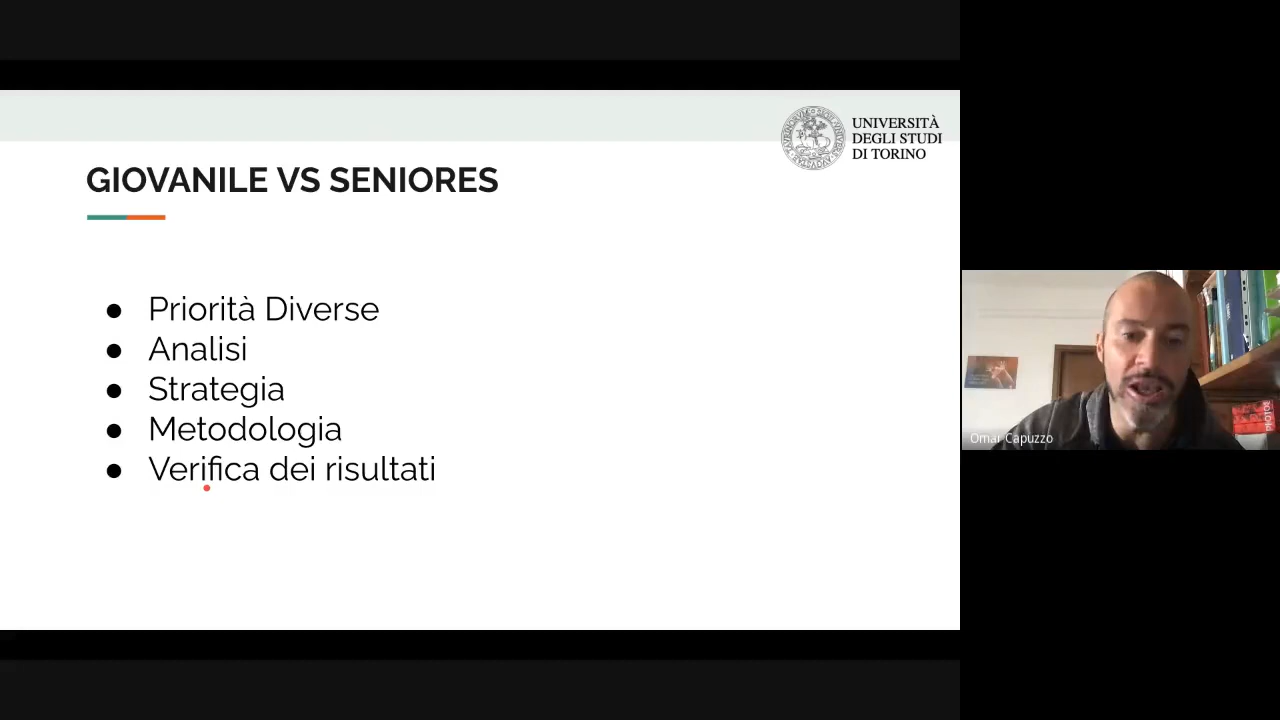 UNIVERSITÀ
DEGLI STUDI
DI TORINO
GIOVANILE VS SENIORES
● Priorità Diverse
● Analisi
● Strategia
● Metodologia
● Verifica dei risultati
Omar Capuzzo